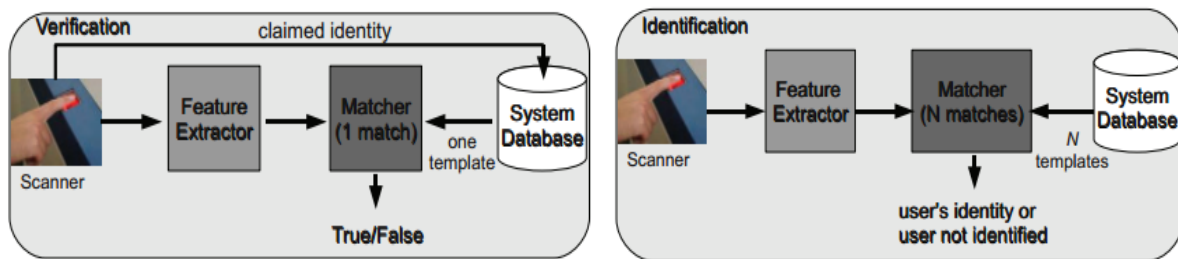 Verification
claimed identity
Feature
Extractor
Matcher
(1 match)
System
Database
one
template
Scanner
True/False
Identification
Feature
Extractor
Matcher
(N matches)
System
Database
N
templates
Scanner
user's identity or
user not identified